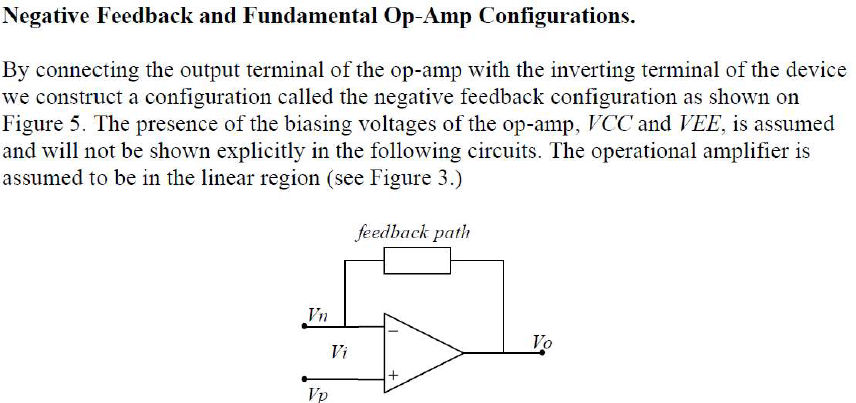 Negative Feedback and Fundamental Op-Amp Configurations.
By connecting the output terminal of the op-amp with the inverting terminal of the device
we construct a configuration called the negative feedback configuration as shown on
Figure 5. The presence of the biasing voltages of the op-amp, VCC and VEE, is assumed
and will not be shown explicitly in the following circuits. The operational amplifier is
assumed to be in the linear region (see Figure 3.)
feedback path
Vn
−
Vi
Vo
+
Vp